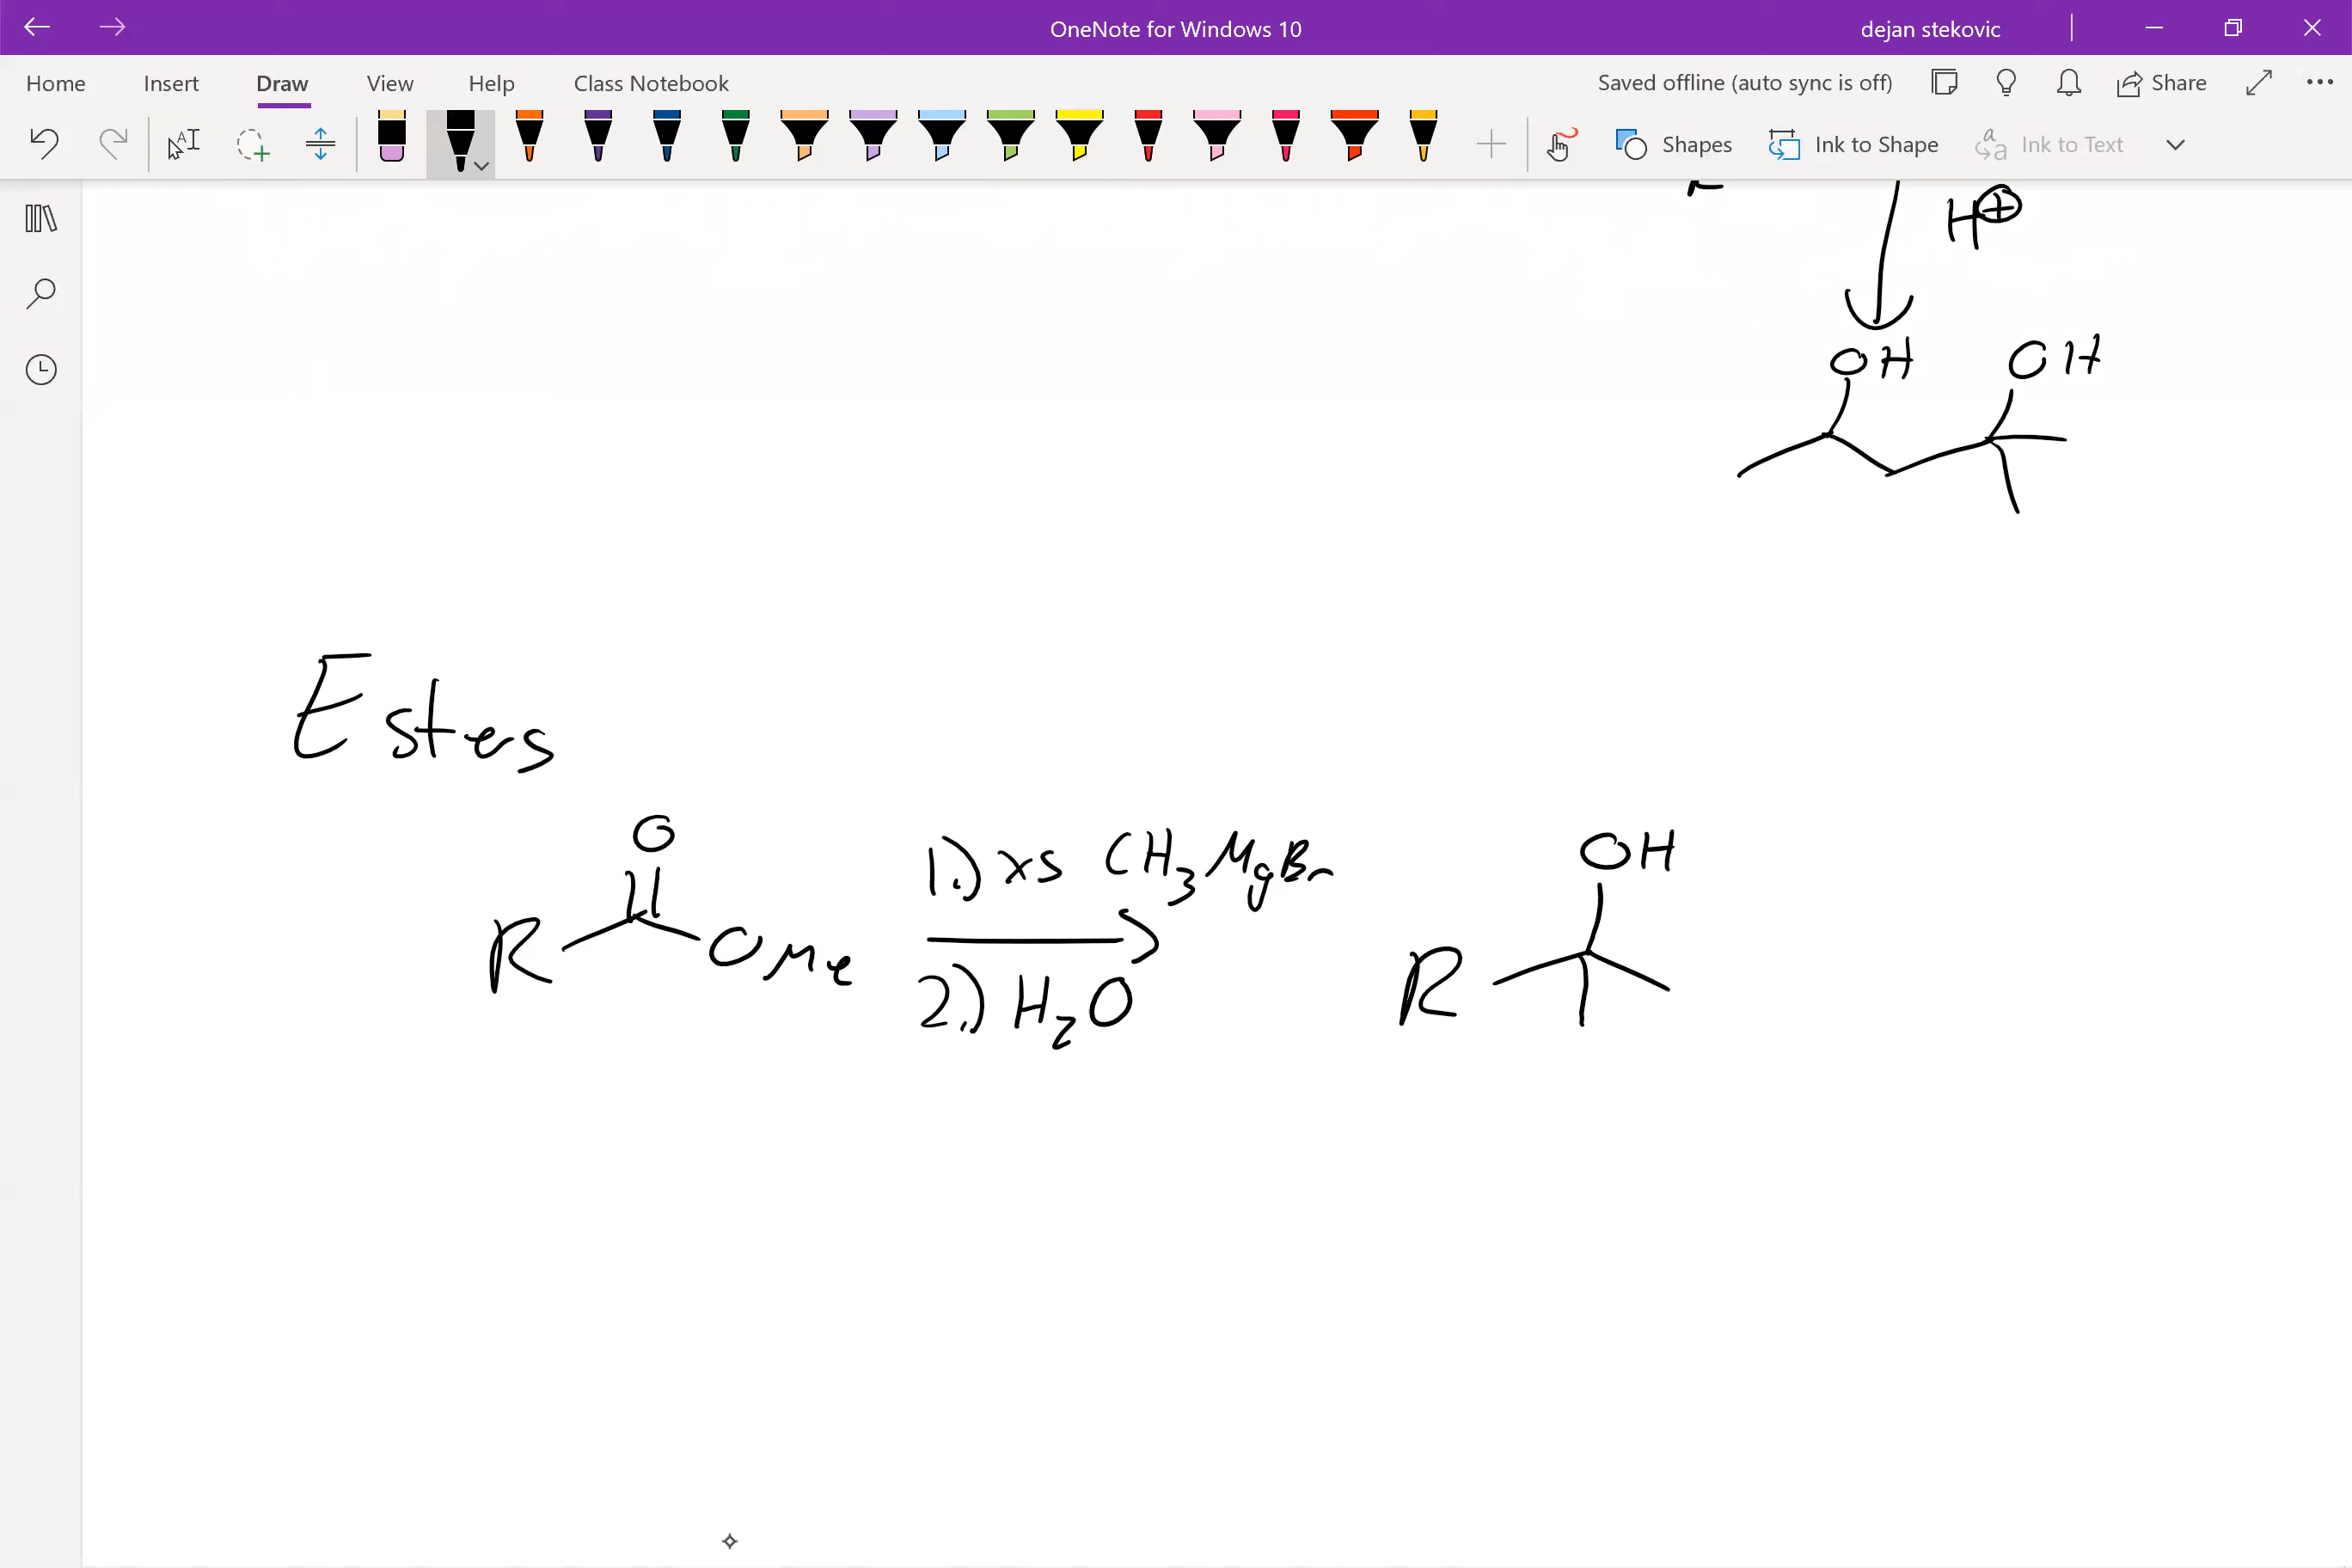 OneNote for Windows 10
dejan stekovic
Home Insert Draw View Help Class Notebook
Saved offline (auto sync is off) Share
Shapes Ink to Shape Ink to Text
H⊕
OH OH
Esters
O
R OMe
1.) xs CH₃MgBr
2.) H₂O
OH
R